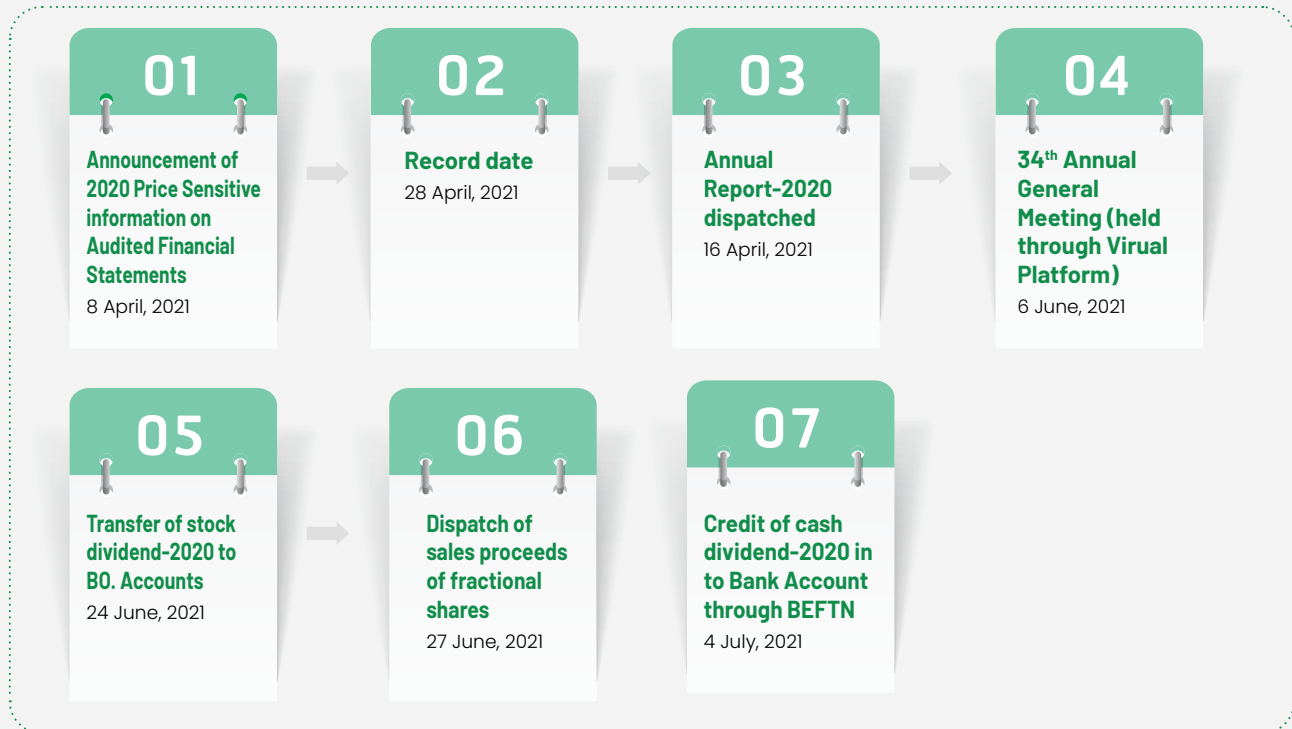 01
Announcement of
2020 Price Sensitive
information on
Audited Financial
Statements
8 April, 2021
02
Record date
28 April, 2021
03
Annual
Report-2020
dispatched
16 April, 2021
04
34th Annual
General
Meeting (held
through Virual
Platform)
6 June, 2021
05
Transfer of stock
dividend-2020 to
BO. Accounts
24 June, 2021
06
Dispatch of
sales proceeds
of fractional
shares
27 June, 2021
07
Credit of cash
dividend-2020 in
to Bank Account
through BEFTN
4 July, 2021